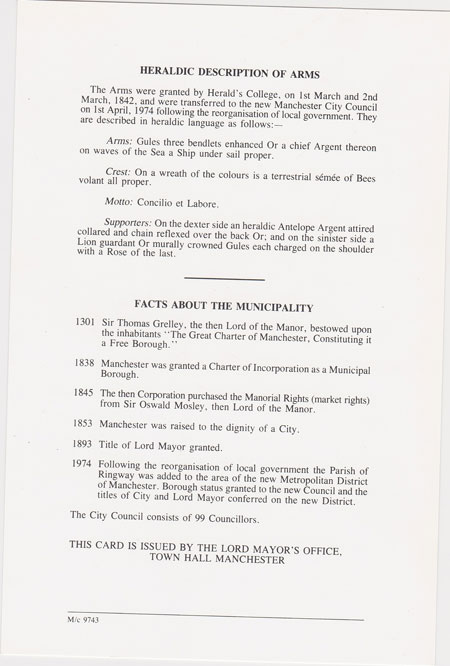 HERALDIC DESCRIPTION OF ARMS
The Arms were granted by Herald's College, on 1st March and 2nd
March, 1842, and were transferred to the new Manchester City Council
on 1st April, 1974 following the reorganisation of local government. They
are described in heraldic language as follows:—
Arms: Gules three bendlets enhanced Or a chief Argent thereon
on waves of the Sea a Ship under sail proper.
Crest: On a wreath of the colours is a terrestrial sémée of Bees
volant all proper.
Motto: Concilio et Labore.
Supporters: On the dexter side an heraldic Antelope Argent attired
collared and chain reflexed over the back Or; and on the sinister side a
Lion guardant Or murally crowned Gules each charged on the shoulder
with a Rose of the last.
FACTS ABOUT THE MUNICIPALITY
1301 Sir Thomas Grelley, the then Lord of the Manor, bestowed upon
the inhabitants "The Great Charter of Manchester, Constituting it
a Free Borough."
1838 Manchester was granted a Charter of Incorporation as a Municipal
Borough.
1845 The then Corporation purchased the Manorial Rights (market rights)
from Sir Oswald Mosley, then Lord of the Manor.
1853 Manchester was raised to the dignity of a City.
1893 Title of Lord Mayor granted.
1974 Following the reorganisation of local government the Parish of
Ringway was added to the area of the new Metropolitan District
of Manchester. Borough status granted to the new Council and the
titles of City and Lord Mayor conferred on the new District.
The City Council consists of 99 Councillors.
THIS CARD IS ISSUED BY THE LORD MAYOR'S OFFICE,
TOWN HALL MANCHESTER
M/c 9743